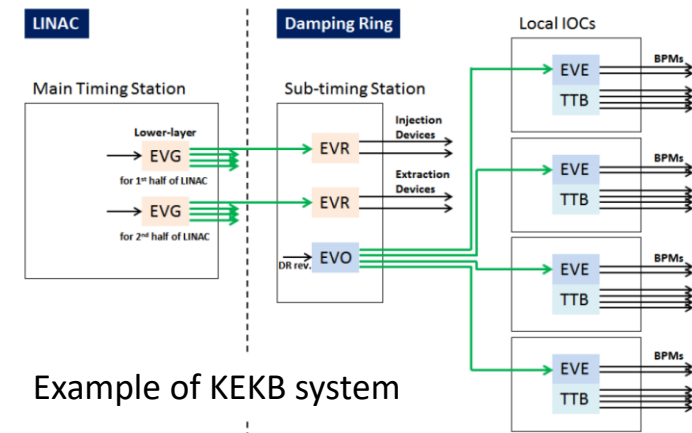 LINAC
Damping Ring
Local IOCs
Main Timing Station
Sub-timing Station
Lower-layer
EVG
for 1st half of LINAC
EVG
for 2nd half of LINAC
EVR
Injection
Devices
EVR
Extraction
Devices
DR rev.
EVO
EVE
TTB
BPMs
EVE
TTB
BPMs
EVE
TTB
BPMs
EVE
TTB
BPMs
Example of KEKB system